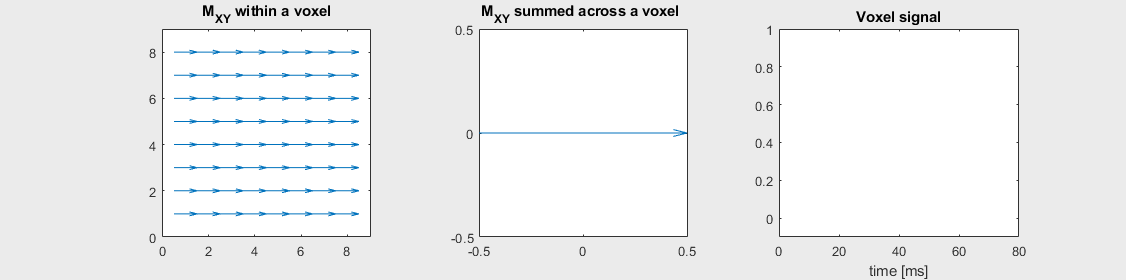 M_XY within a voxel
8
6
4
2
0
0 2 4 6 8
M_XY summed across a voxel
0.5
0
-0.5
-0.5 0 0.5
Voxel signal
1
0.8
0.6
0.4
0.2
0
0 20 40 60 80
time [ms]